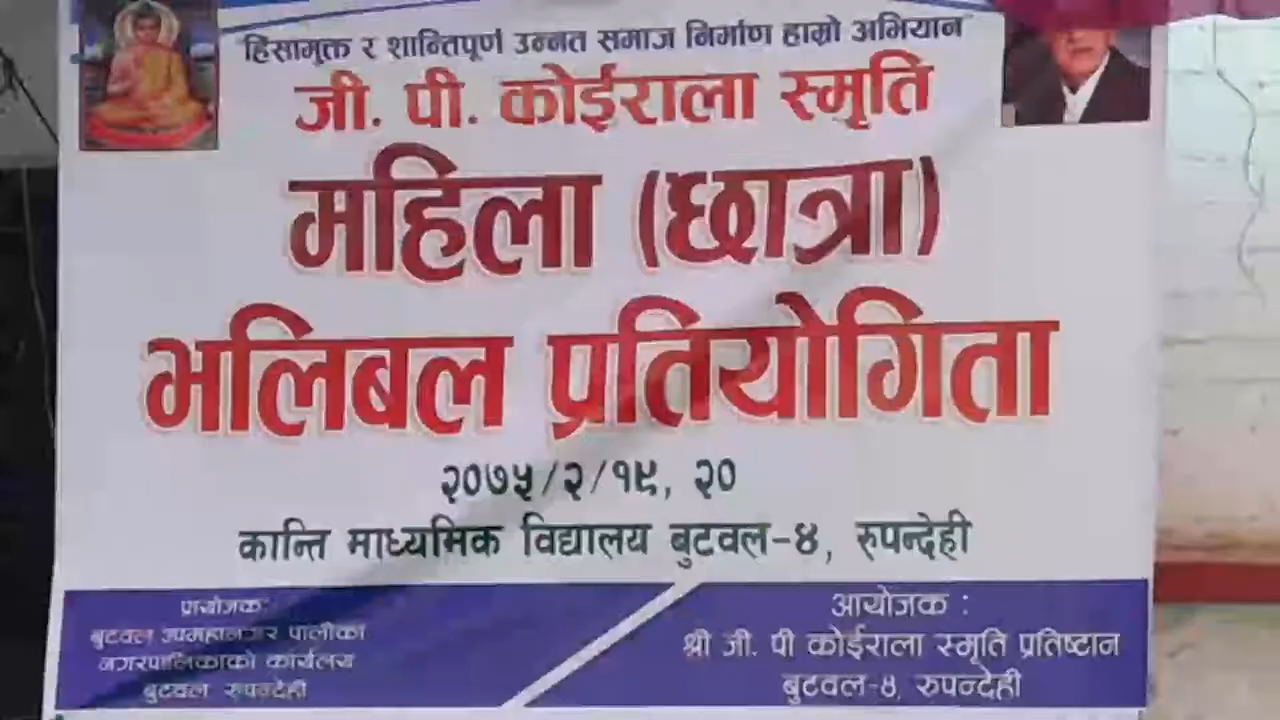 "हिंसामुक्त र शान्तिपूर्ण उन्नत समाज निर्माण हाम्रो अभियान"
जी. पी. कोईराला स्मृति
महिला (छात्रा)
भलिबल प्रतियोगिता
२०७५/२/१९, २०
कान्ति माध्यमिक विद्यालय बुटवल-४, रुपन्देही
प्रायोजक:
बुटवल उपमहानगर पालीका
नगरपालिकाको कार्यलय
बुटवल रुपन्देही
आयोजक :
श्री जी. पी कोईराला स्मृति प्रतिष्टान
बुटवल-४, रुपन्देही